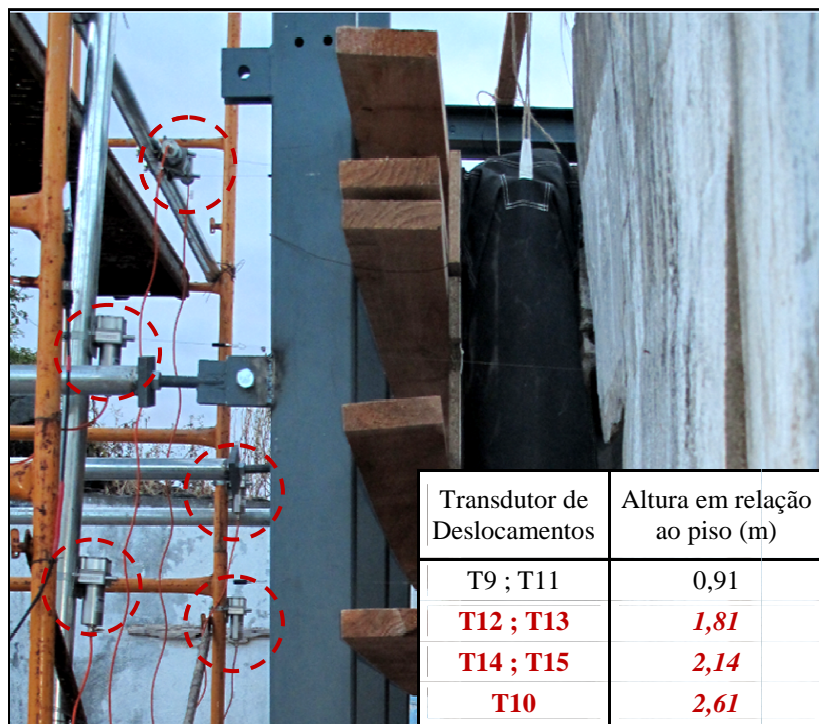 Transdutor de Deslocamentos | Altura em relação ao piso (m)
T9 ; T11 | 0,91
T12 ; T13 | 1,81
T14 ; T15 | 2,14
T10 | 2,61